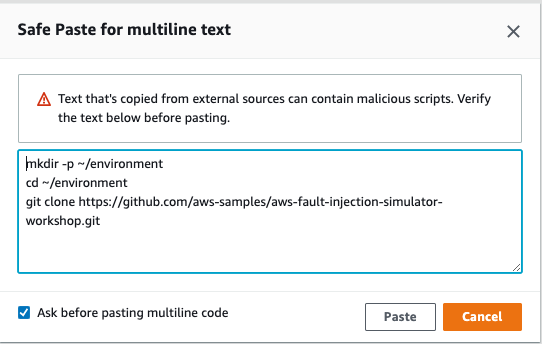 Safe Paste for multiline text
Text that's copied from external sources can contain malicious scripts. Verify
the text below before pasting.
mkdir -p ~/environment
cd ~/environment
git clone https://github.com/aws-samples/aws-fault-injection-simulator-
workshop.git
Ask before pasting multiline code
Paste
Cancel